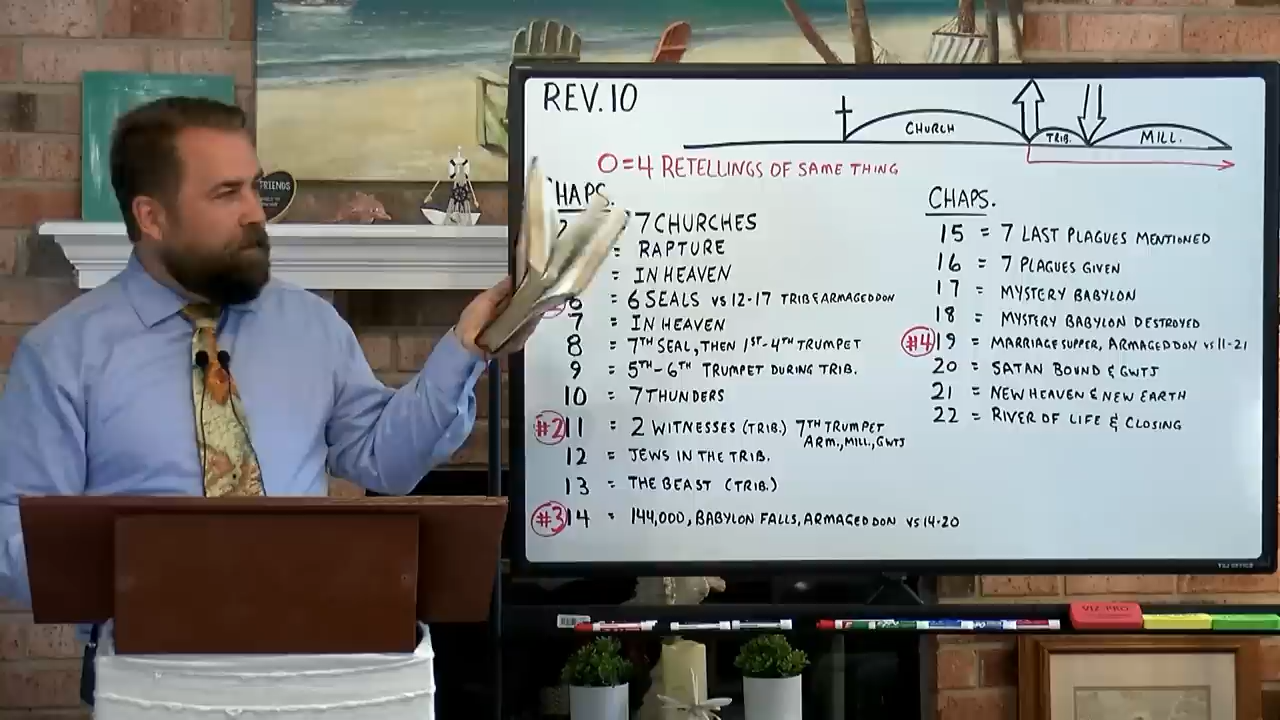 REV.10
CHURCH
TRIB.
MILL.
O=4 RETELLINGS OF SAME THING
HAPS.
= 7 CHURCHES
= RAPTURE
= IN HEAVEN
6 = 6 SEALS VS 12-17 TRIB & ARMAGEDDON
7 = IN HEAVEN
8 = 7TH SEAL, THEN 1ST-4TH TRUMPET
9 = 5TH-6TH TRUMPET DURING TRIB.
10 = 7 THUNDERS
#2 11 = 2 WITNESSES (TRIB.) 7TH TRUMPET
ARM., MILL, GWTJ
12 = JEWS IN THE TRIB.
13 = THE BEAST (TRIB.)
#3 14 = 144,000, BABYLON FALLS, ARMAGEDDON VS 14-20
CHAPS.
15 = 7 LAST PLAGUES MENTIONED
16 = 7 PLAGUES GIVEN
17 = MYSTERY BABYLON
18 = MYSTERY BABYLON DESTROYED
#4 19 = MARRIAGE SUPPER, ARMAGEDDON VS 11-21
20 = SATAN BOUND & GWTJ
21 = NEW HEAVEN & NEW EARTH
22 = RIVER OF LIFE & CLOSING
FRIENDS
VIZ-PRO